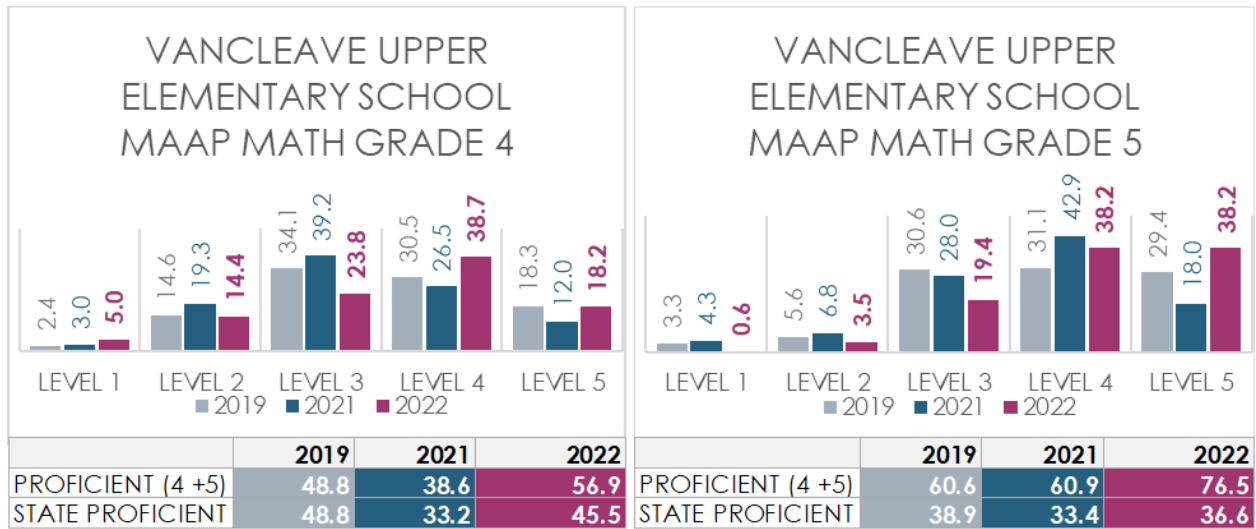 VANCLEAVE UPPER
ELEMENTARY SCHOOL
MAAP MATH GRADE 4
2.4 3.0 5.0 14.6 19.3 14.4 34.1 39.2 23.8 30.5 26.5 38.7 18.3 12.0 18.2
LEVEL 1 LEVEL 2 LEVEL 3 LEVEL 4 LEVEL 5
2019 2021 2022
2019 2021 2022
PROFICIENT (4 +5) 48.8 38.6 56.9
STATE PROFICIENT 48.8 33.2 45.5
VANCLEAVE UPPER
ELEMENTARY SCHOOL
MAAP MATH GRADE 5
3.3 4.3 0.6 5.6 6.8 3.5 30.6 28.0 19.4 31.1 42.9 38.2 29.4 18.0 38.2
LEVEL 1 LEVEL 2 LEVEL 3 LEVEL 4 LEVEL 5
2019 2021 2022
2019 2021 2022
PROFICIENT (4 +5) 60.6 60.9 76.5
STATE PROFICIENT 38.9 33.4 36.6